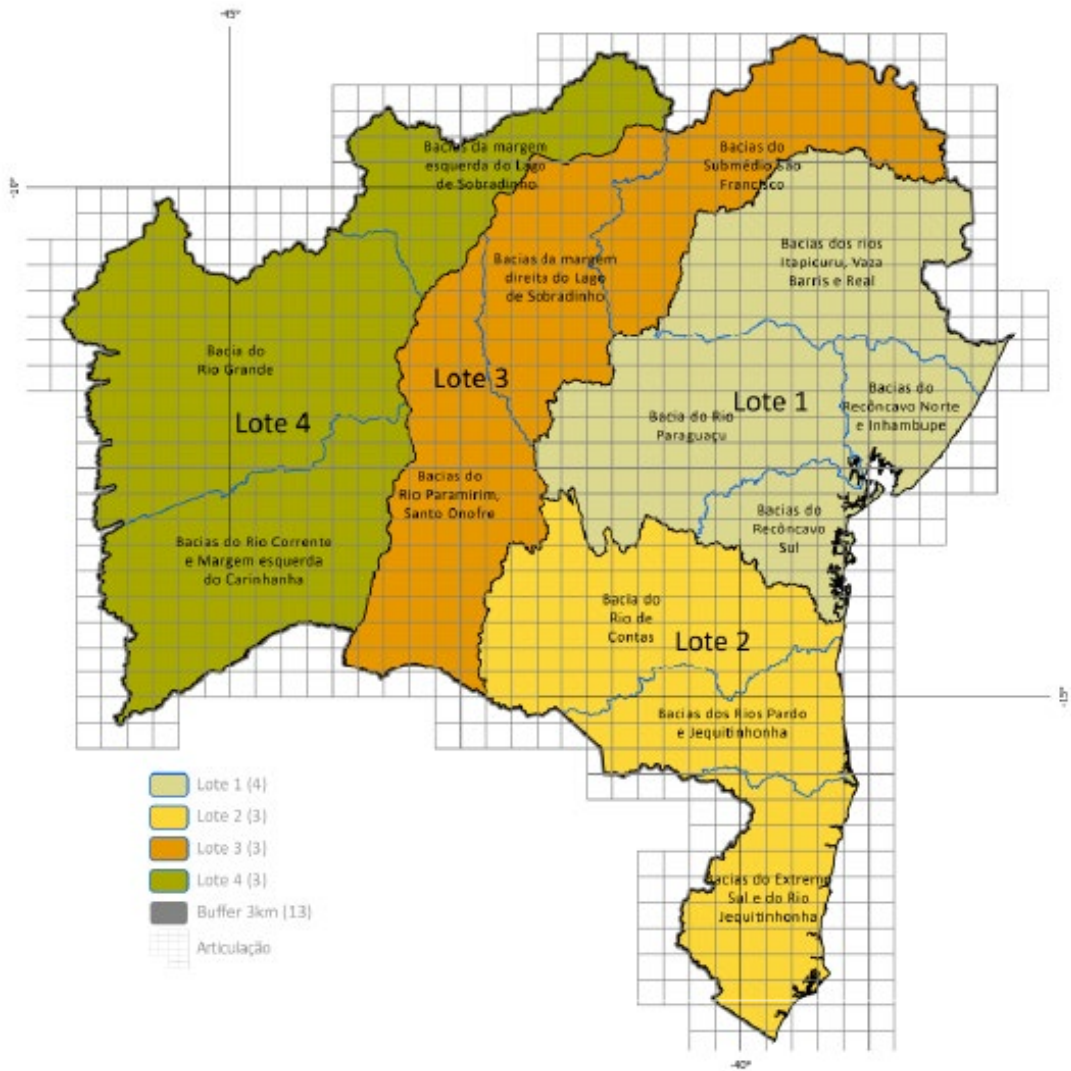 -45°
Bacias da margem
esquerda do Lago
de Sobradinho
Bacias do
Submédio São
Francisco
-10°
Bacias dos rios
Itapicuru, Vaza
Barris e Real
Bacias da margem
direita do Lago
de Sobradinho
Bacia do
Rio Grande
Lote 4
Lote 3
Lote 1
Bacia do Rio
Paraguaçu
Bacias do
Recôncavo Norte
e Inhambupe
Bacias do
Rio Paramirim,
Santo Onofre
Bacias do
Recôncavo
Sul
Bacias do Rio Corrente
e Margem esquerda
do Carinhanha
Bacia do
Rio de
Contas
Lote 2
-15°
Bacias dos Rios Pardo
e Jequitinhonha
Bacias do Extremo
Sul e do Rio
Jequitinhonha
Lote 1 (4)
Lote 2 (3)
Lote 3 (3)
Lote 4 (3)
Buffer 3km (13)
Articulação
-40°